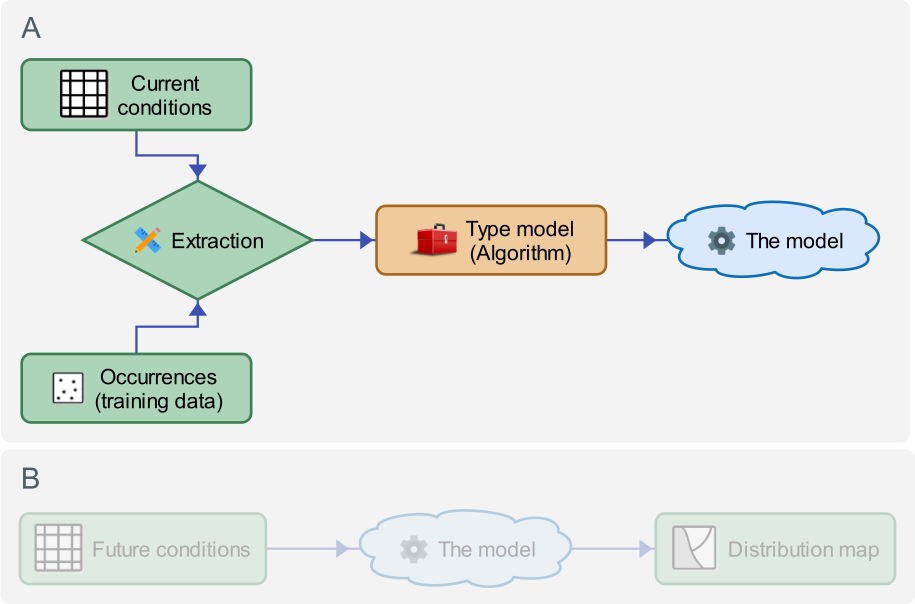 A
Current
conditions
Extraction
Type model
(Algorithm)
The model
Occurrences
(training data)
B
Future conditions
The model
Distribution map